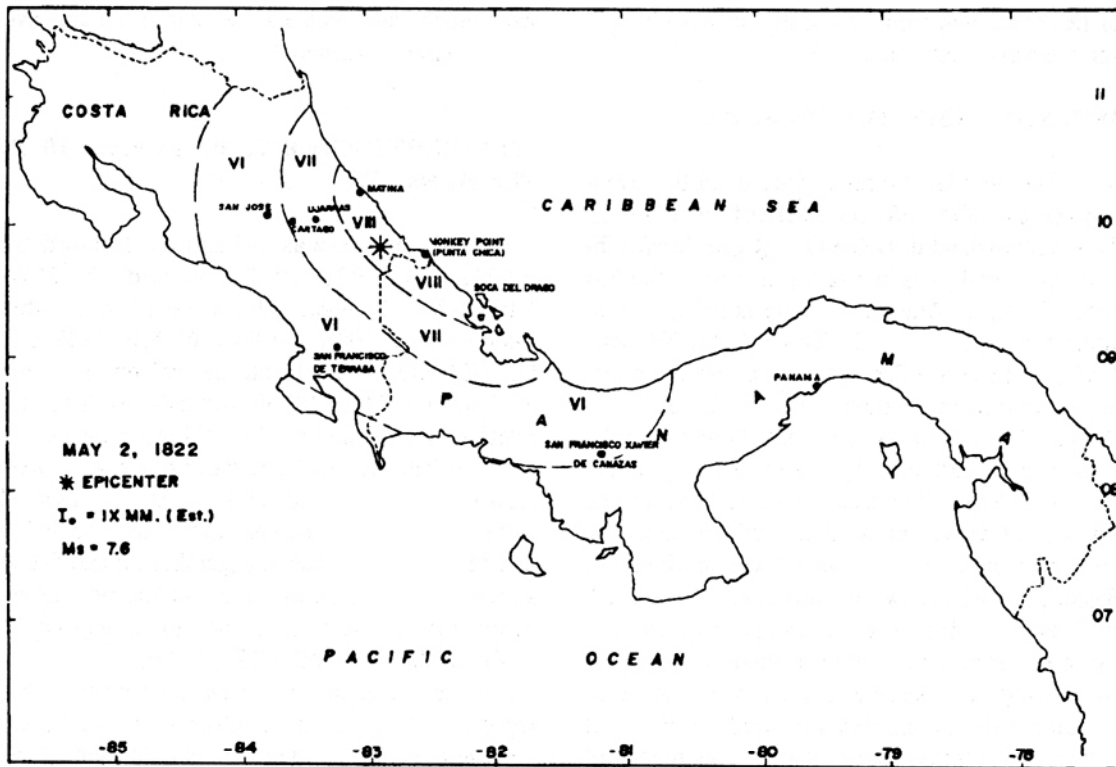 11
COSTA RICA
VI
VII
MATINA
SAN JOSE
UJARRAS
CARTAGO
CARIBBEAN SEA
VIII
10
MONKEY POINT
(PUNTA CHICA)
VIII
BOCA DEL DRAGO
VI
VII
SAN FRANCISCO
DE TERRABA
09
PANAMA
P A N A M A
VI
SAN FRANCISCO XAVIER
DE CAÑAZAS
MAY 2, 1822
EPICENTER
08
I₀ = IX MM. (Est.)
Ms = 7.6
07
PACIFIC OCEAN
-85 -84 -83 -82 -81 -80 -79 -78